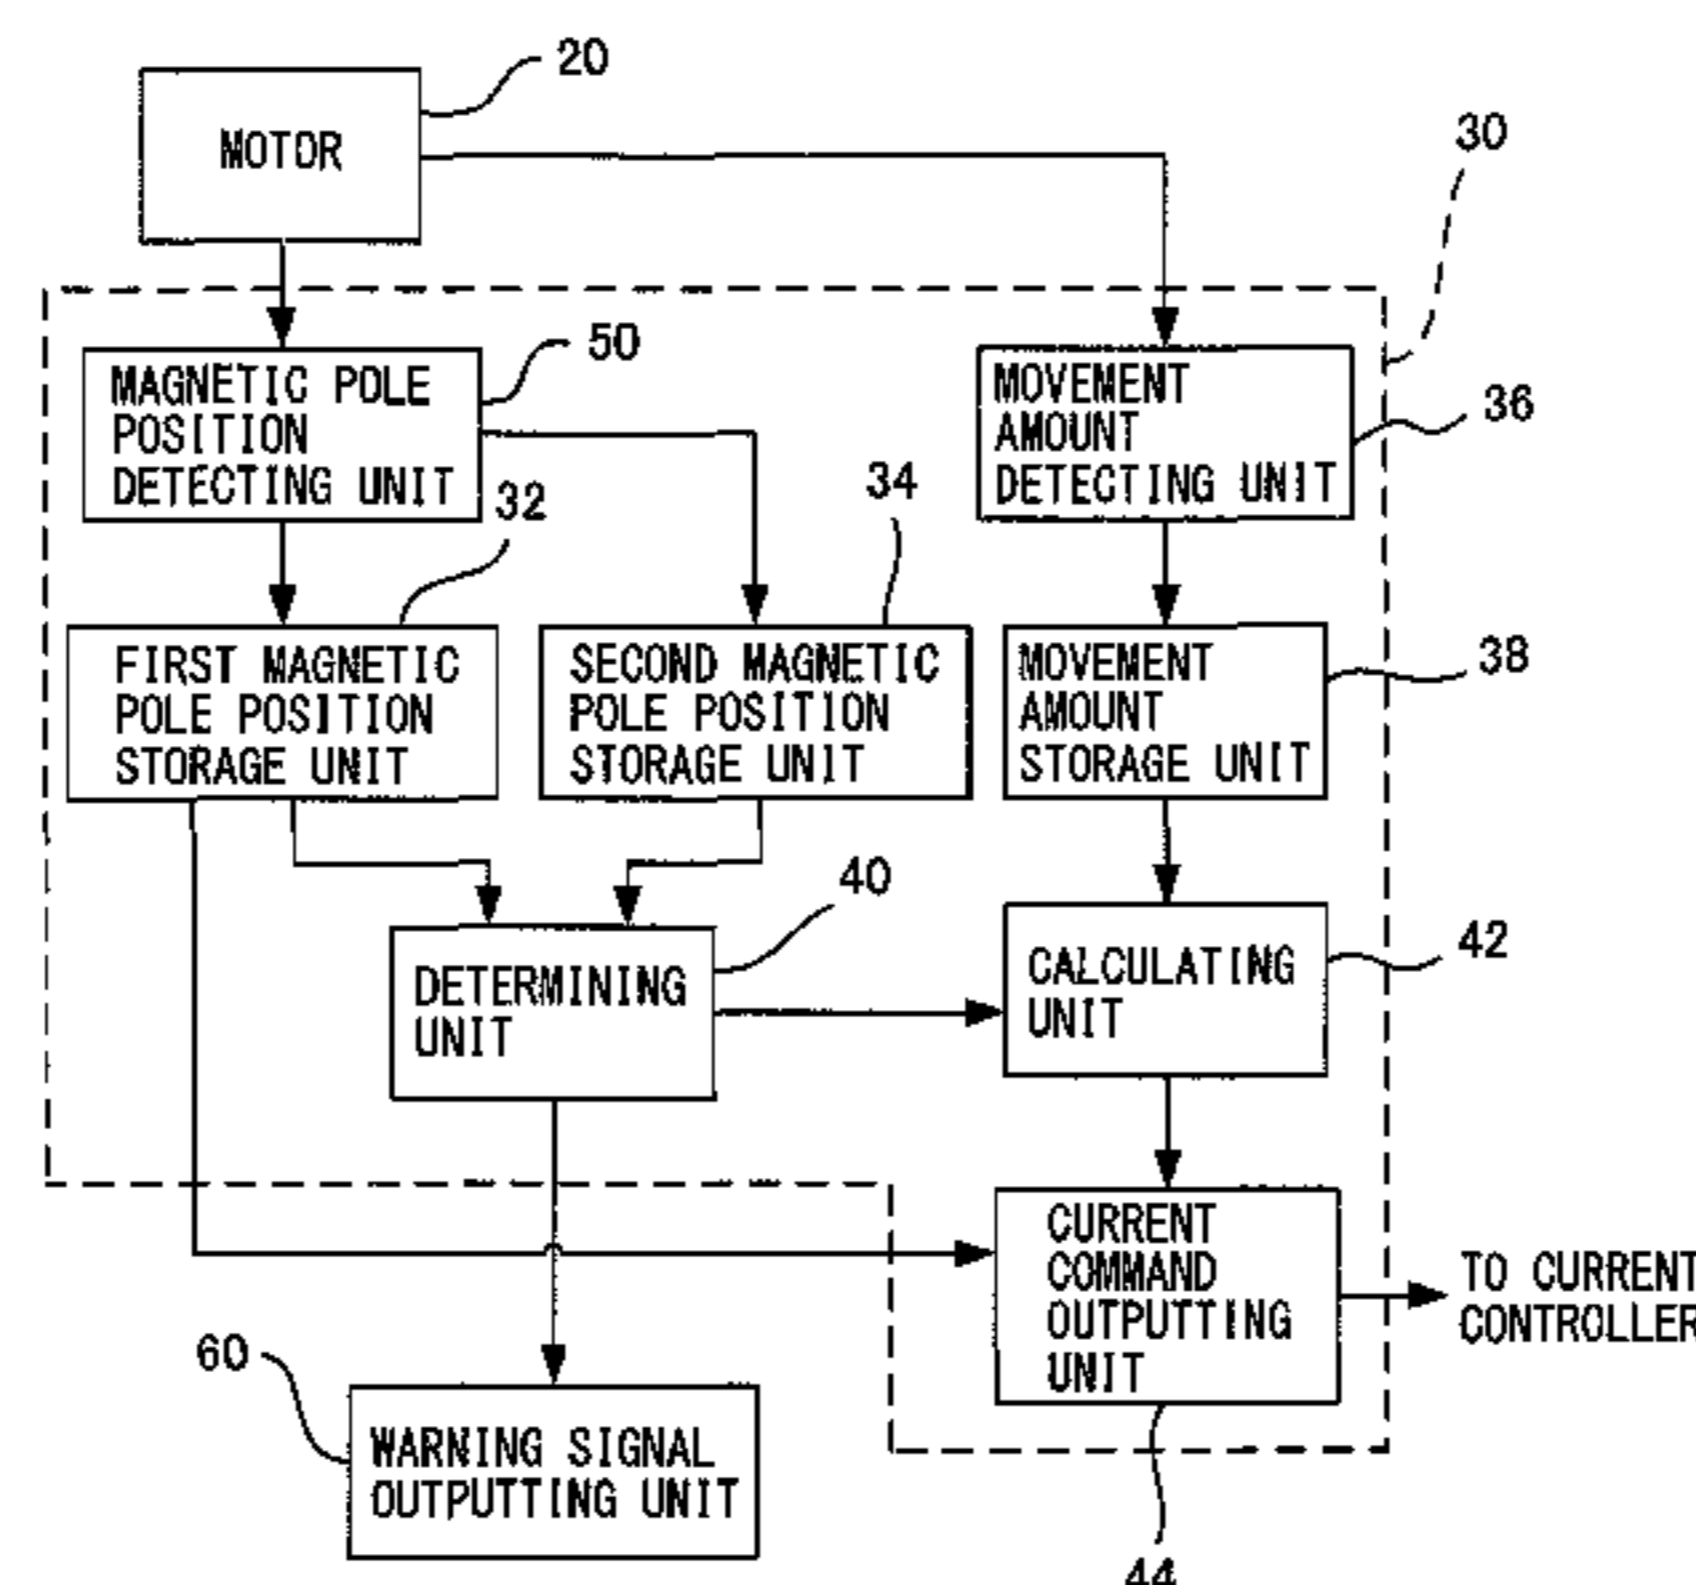 20
MOTOR
30
50
MAGNETIC POLE
POSITION
DETECTING UNIT
MOVEMENT
AMOUNT
DETECTING UNIT
36
32
34
FIRST MAGNETIC
POLE POSITION
STORAGE UNIT
SECOND MAGNETIC
POLE POSITION
STORAGE UNIT
MOVEMENT
AMOUNT
STORAGE UNIT
38
40
DETERMINING
UNIT
CALCULATING
UNIT
42
CURRENT
COMMAND
OUTPUTTING
UNIT
TO CURRENT
CONTROLLER
60
WARNING SIGNAL
OUTPUTTING UNIT
44